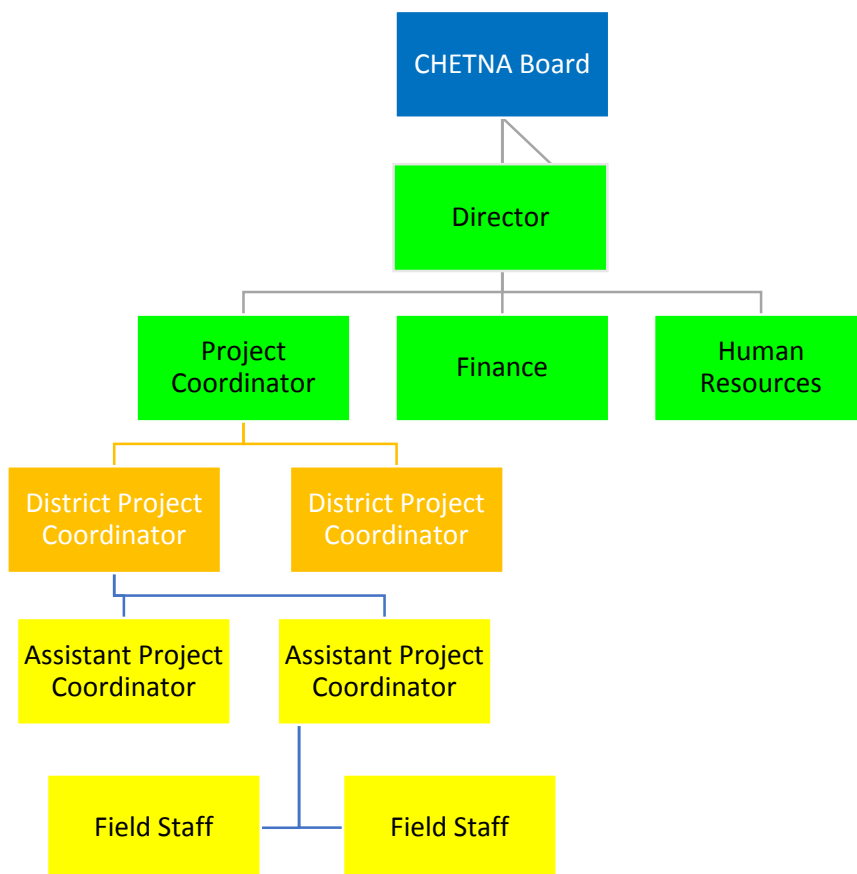 CHETNA Board
Director
Project
Coordinator
Finance
Human
Resources
District Project
Coordinator
District Project
Coordinator
Assistant Project
Coordinator
Assistant Project
Coordinator
Field Staff
Field Staff